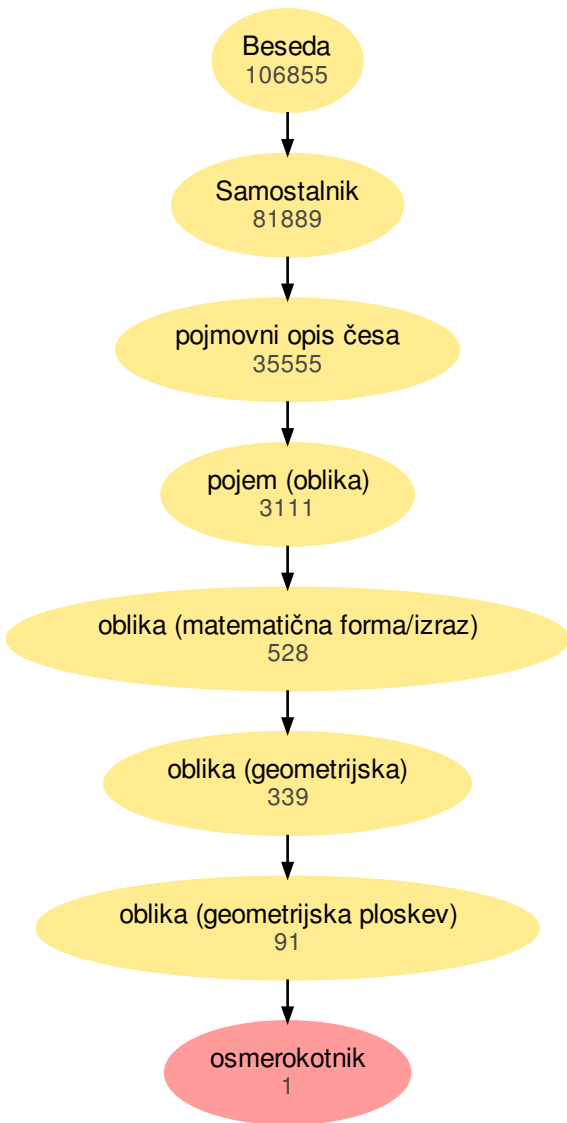 Beseda
106855
Samostalnik
81889
pojmovni opis česa
35555
pojem (oblika)
3111
oblika (matematična forma/izraz)
528
oblika (geometrijska)
339
oblika (geometrijska ploskev)
91
osmerokotnik
1